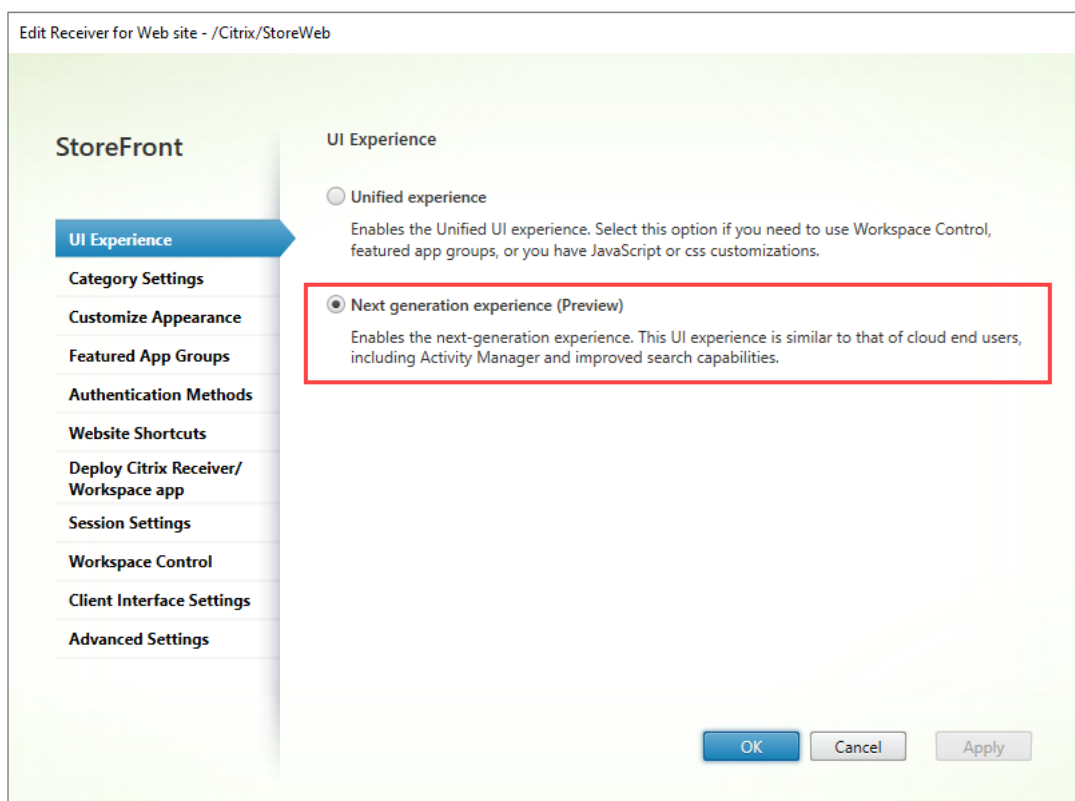 Edit Receiver for Web site - /Citrix/StoreWeb
StoreFront
UI Experience
Category Settings
Customize Appearance
Featured App Groups
Authentication Methods
Website Shortcuts
Deploy Citrix Receiver/
Workspace app
Session Settings
Workspace Control
Client Interface Settings
Advanced Settings
UI Experience
Unified experience
Enables the Unified UI experience. Select this option if you need to use Workspace Control,
featured app groups, or you have JavaScript or css customizations.
Next generation experience (Preview)
Enables the next-generation experience. This UI experience is similar to that of cloud end users,
including Activity Manager and improved search capabilities.
OK
Cancel
Apply